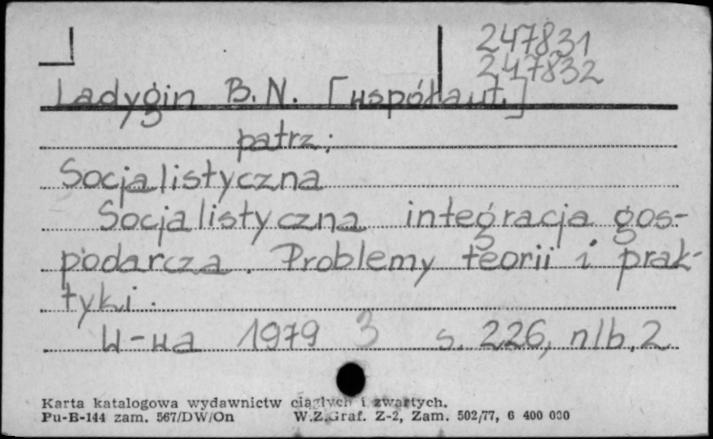 247831
247832
Ladygin B.N. [współaut.]
patrz:
Socjalistyczna
Socjalistyczna integracja gos-
podarcza. Problemy teorii i prak-
tyki.
W-wa 1979 3 s. 226, nlb. 2
Karta katalogowa wydawnictw ciągłych i zwartych.
Pu-B-144 zam. 567/DW/On W.Z.Graf. Z-2, Zam. 502/77, 6 400 000